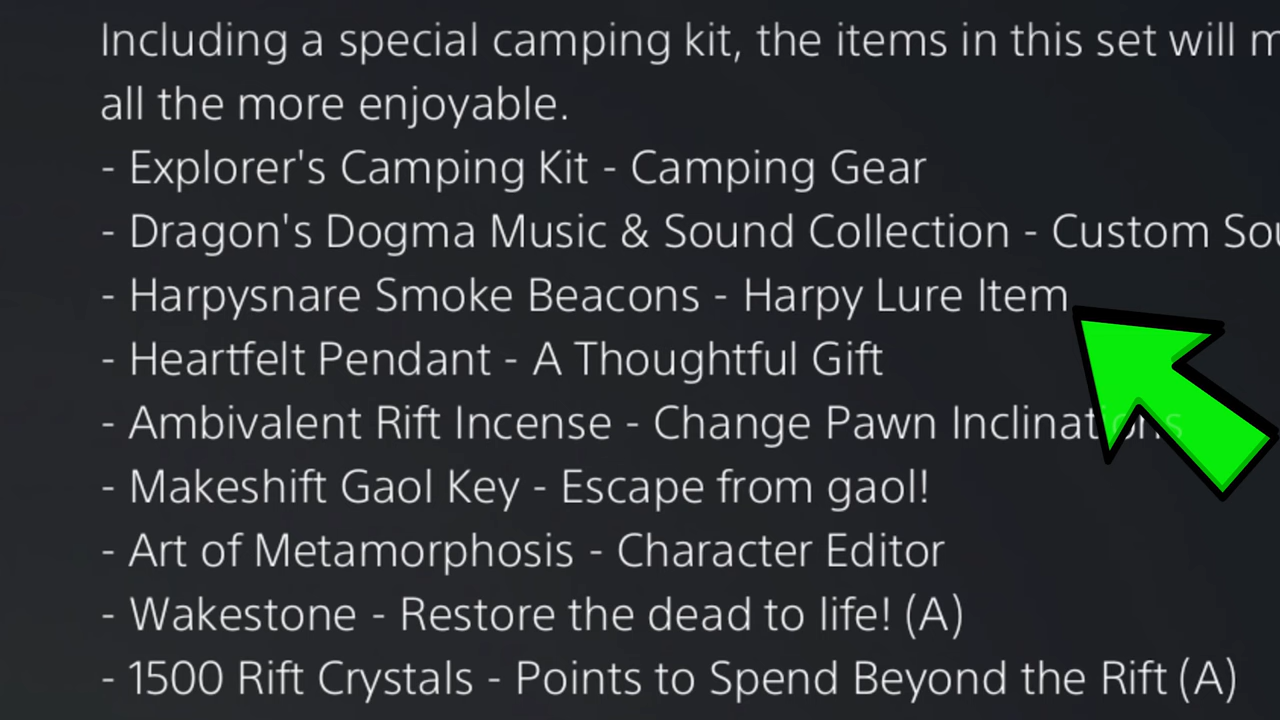 Including a special camping kit, the items in this set will
all the more enjoyable.
- Explorer's Camping Kit - Camping Gear
- Dragon's Dogma Music & Sound Collection - Custom
- Harpysnare Smoke Beacons - Harpy Lure Item
- Heartfelt Pendant - A Thoughtful Gift
- Ambivalent Rift Incense - Change Pawn Inclinations
- Makeshift Gaol Key - Escape from gaol!
- Art of Metamorphosis - Character Editor
- Wakestone - Restore the dead to life! (A)
- 1500 Rift Crystals - Points to Spend Beyond the Rift (A)